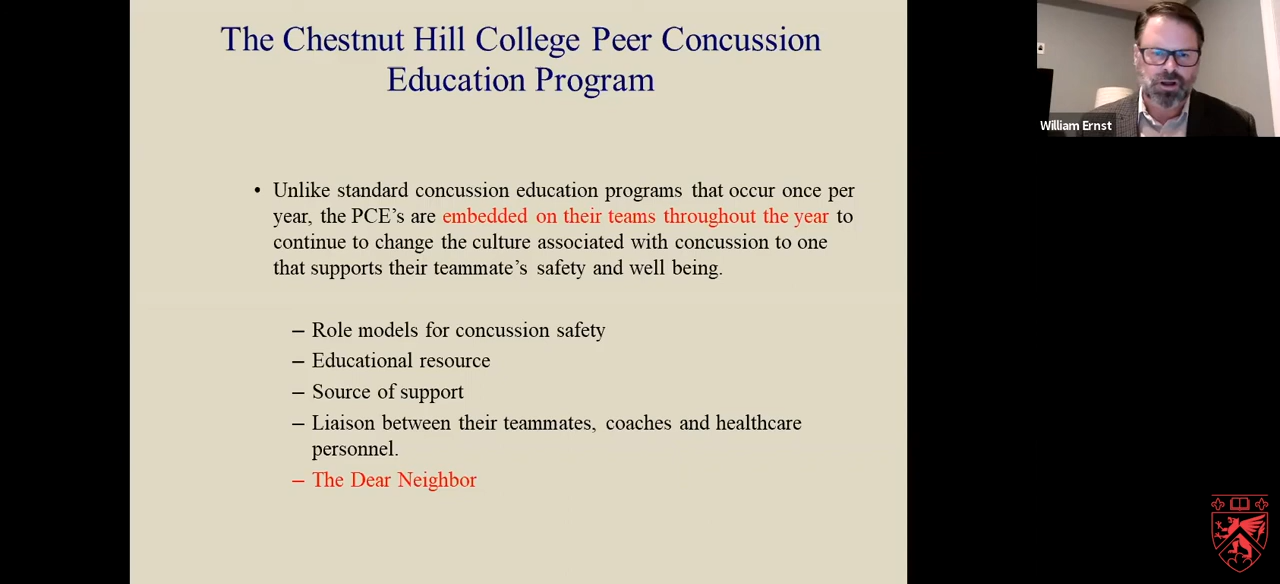 The Chestnut Hill College Peer Concussion
Education Program
• Unlike standard concussion education programs that occur once per
year, the PCE's are embedded on their teams throughout the year to
continue to change the culture associated with concussion to one
that supports their teammate's safety and well being.
– Role models for concussion safety
– Educational resource
– Source of support
– Liaison between their teammates, coaches and healthcare
personnel.
– The Dear Neighbor
William Ernst